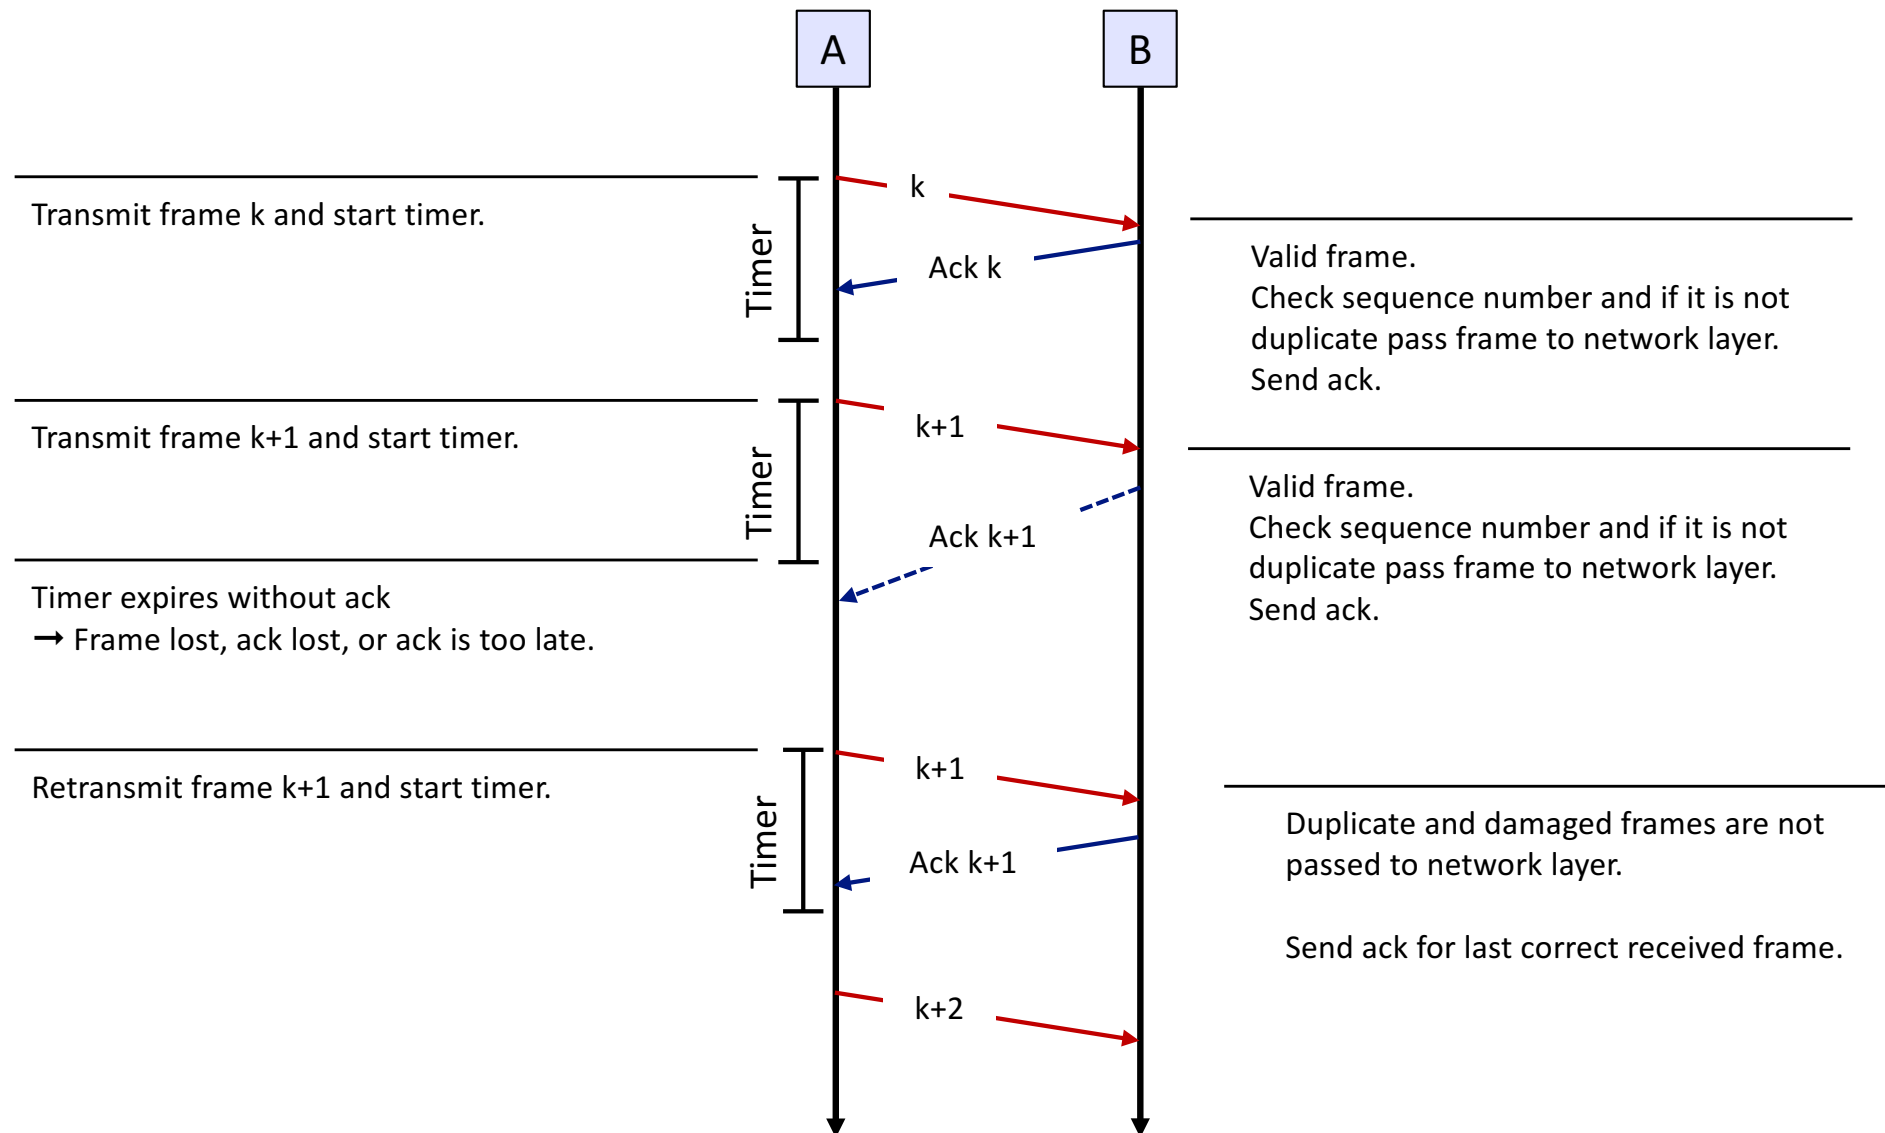 A
B
Transmit frame k and start timer.
Timer
k
Ack k
Valid frame.
Check sequence number and if it is not
duplicate pass frame to network layer.
Send ack.
Transmit frame k+1 and start timer.
Timer
k+1
Ack k+1
Valid frame.
Check sequence number and if it is not
duplicate pass frame to network layer.
Send ack.
Timer expires without ack
→ Frame lost, ack lost, or ack is too late.
Retransmit frame k+1 and start timer.
Timer
k+1
Ack k+1
Duplicate and damaged frames are not
passed to network layer.
Send ack for last correct received frame.
k+2